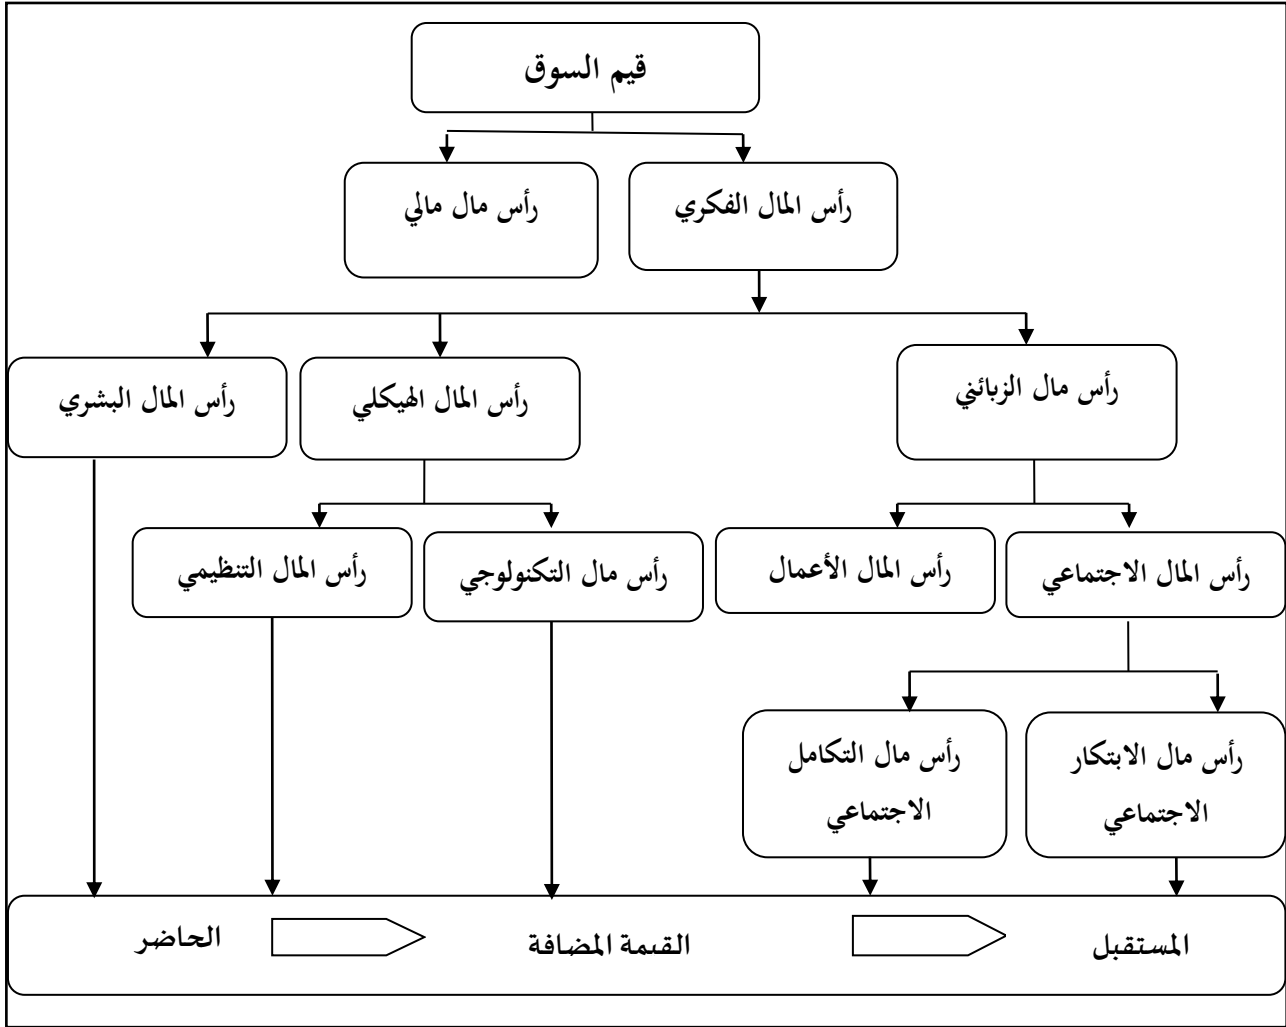 قيم السوق
رأس المال الفكري
رأس مال مالي
رأس مال الزبائني
رأس المال الهيكلي
رأس المال البشري
رأس المال الاجتماعي
رأس المال الأعمال
رأس مال التكنولوجي
رأس المال التنظيمي
رأس مال الابتكار
الاجتماعي
رأس مال التكامل
الاجتماعي
الحاضر
القيمة المضافة
المستقبل